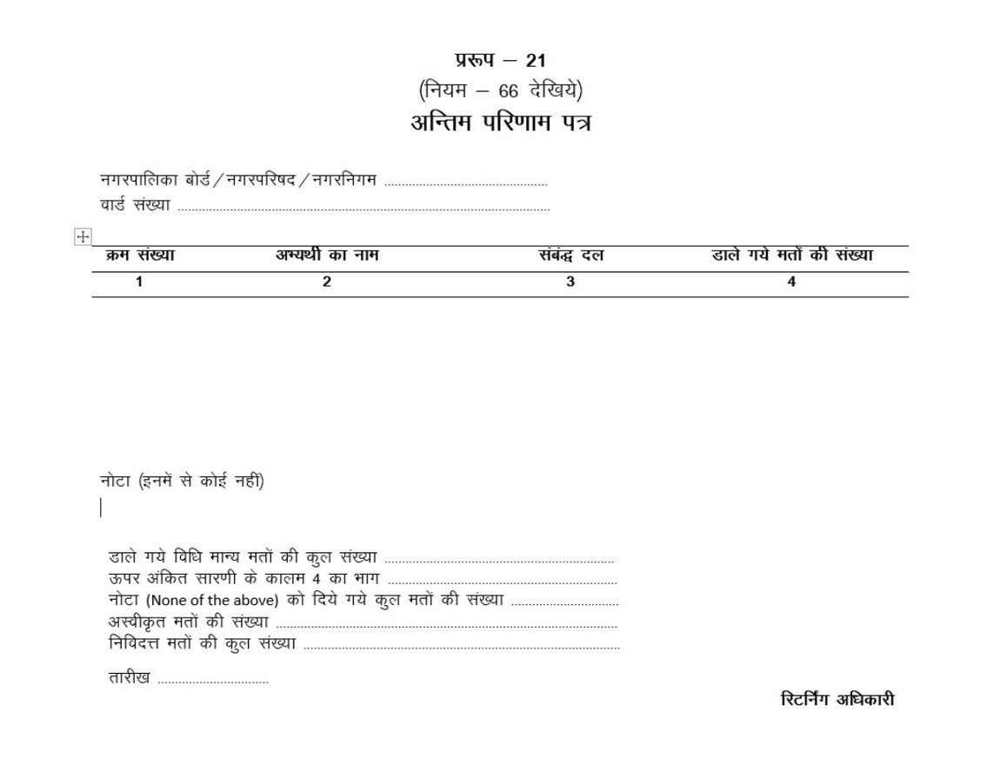 प्ररूप – 21
(नियम – 66 देखिये)
अन्तिम परिणाम पत्र
नगरपालिका बोर्ड/नगरपरिषद/नगरनिगम ...............................................
वार्ड संख्या ...........................................................................................................
क्रम संख्या अभ्यर्थी का नाम संबंद्ध दल डाले गये मतों की संख्या
1 2 3 4
नोटा (इनमें से कोई नहीं)
डाले गये विधि मान्य मतों की कुल संख्या ..................................................................
ऊपर अंकित सारणी के कालम 4 का भाग ..................................................................
नोटा (None of the above) को दिये गये कुल मतों की संख्या ...............................
अस्वीकृत मतों की संख्या ..................................................................................................
निविदत्त मतों की कुल संख्या ...........................................................................................
तारीख ................................
रिटर्निंग अधिकारी